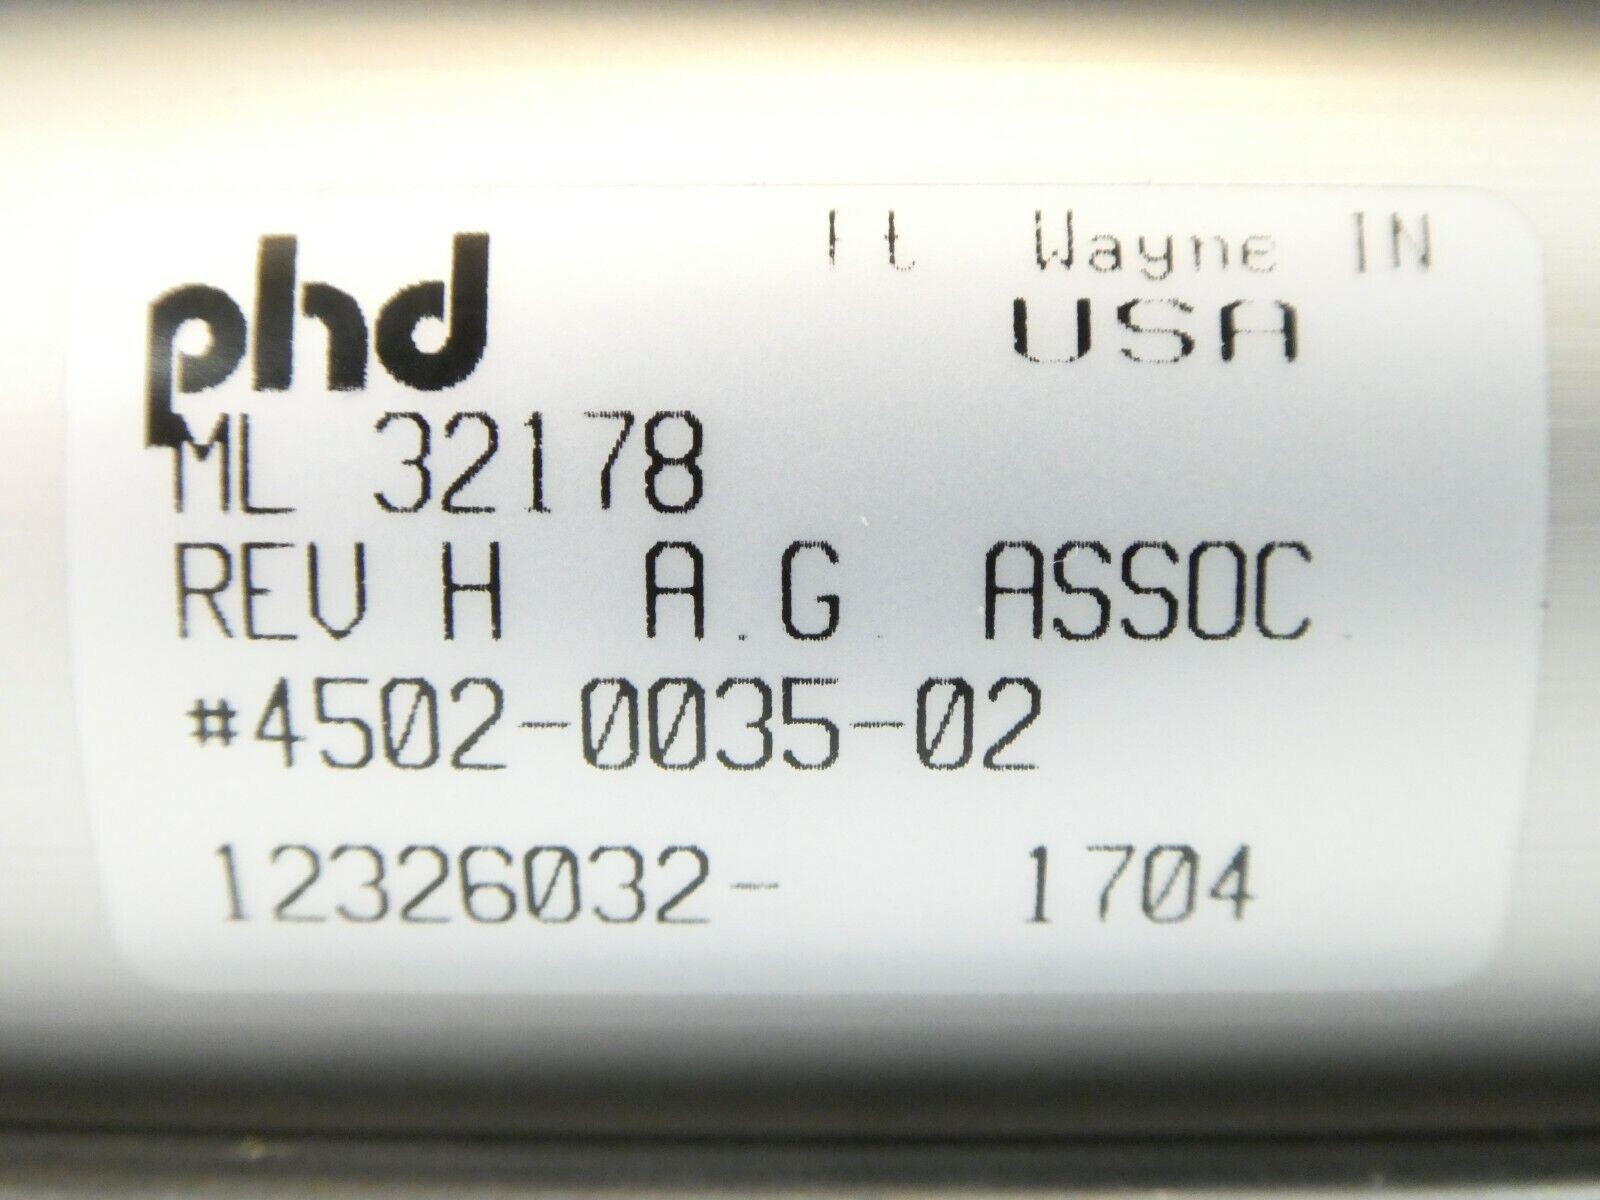 phd Ft Wayne IN
USA
ML 32178
REV H A.G. ASSOC.
#4502-0035-02
12326032- 1704